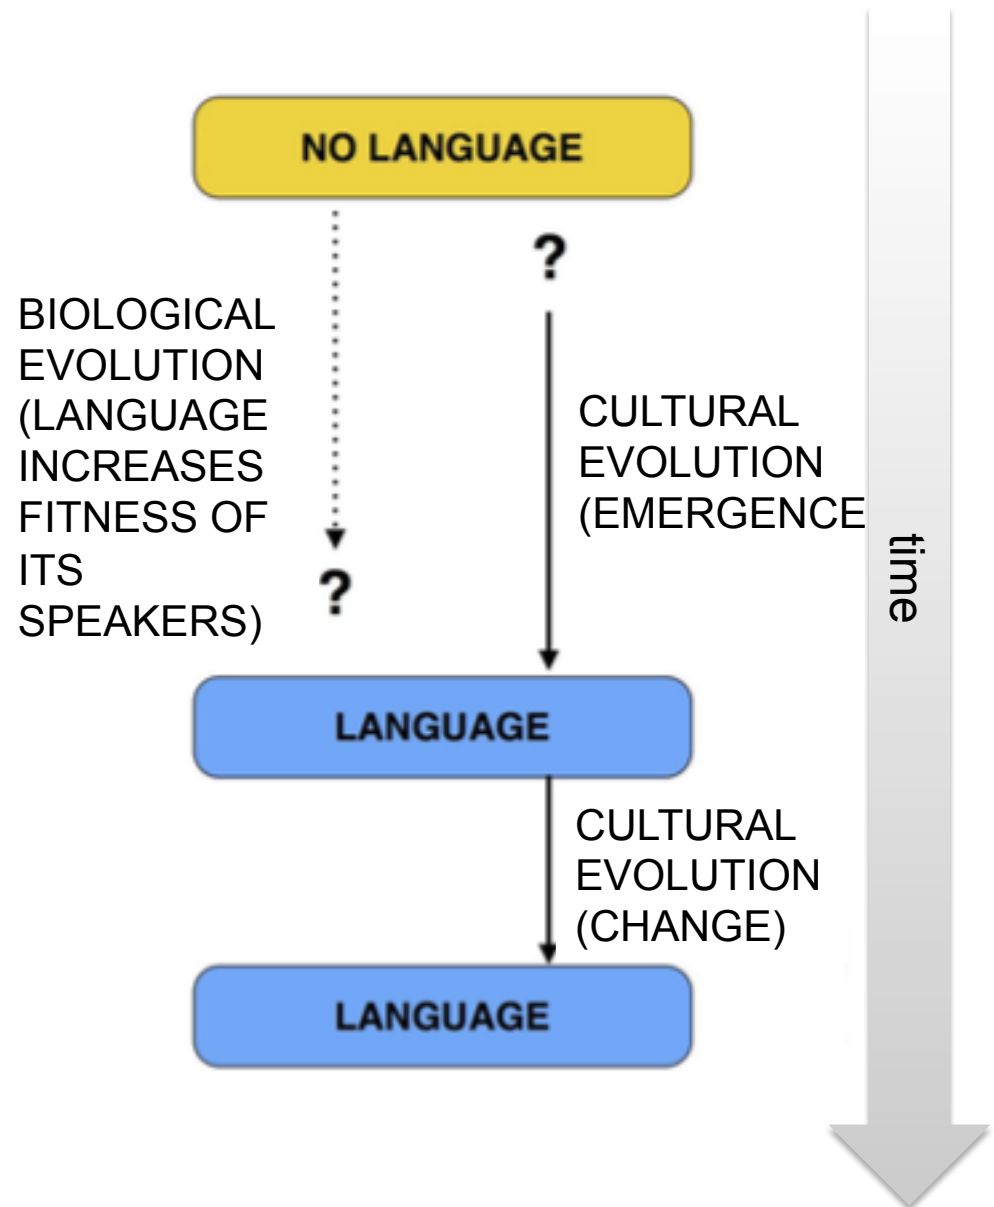 NO LANGUAGE
?
BIOLOGICAL
EVOLUTION
(LANGUAGE
INCREASES
FITNESS OF
ITS
SPEAKERS)
?
CULTURAL
EVOLUTION
(EMERGENCE
time
LANGUAGE
CULTURAL
EVOLUTION
(CHANGE)
LANGUAGE